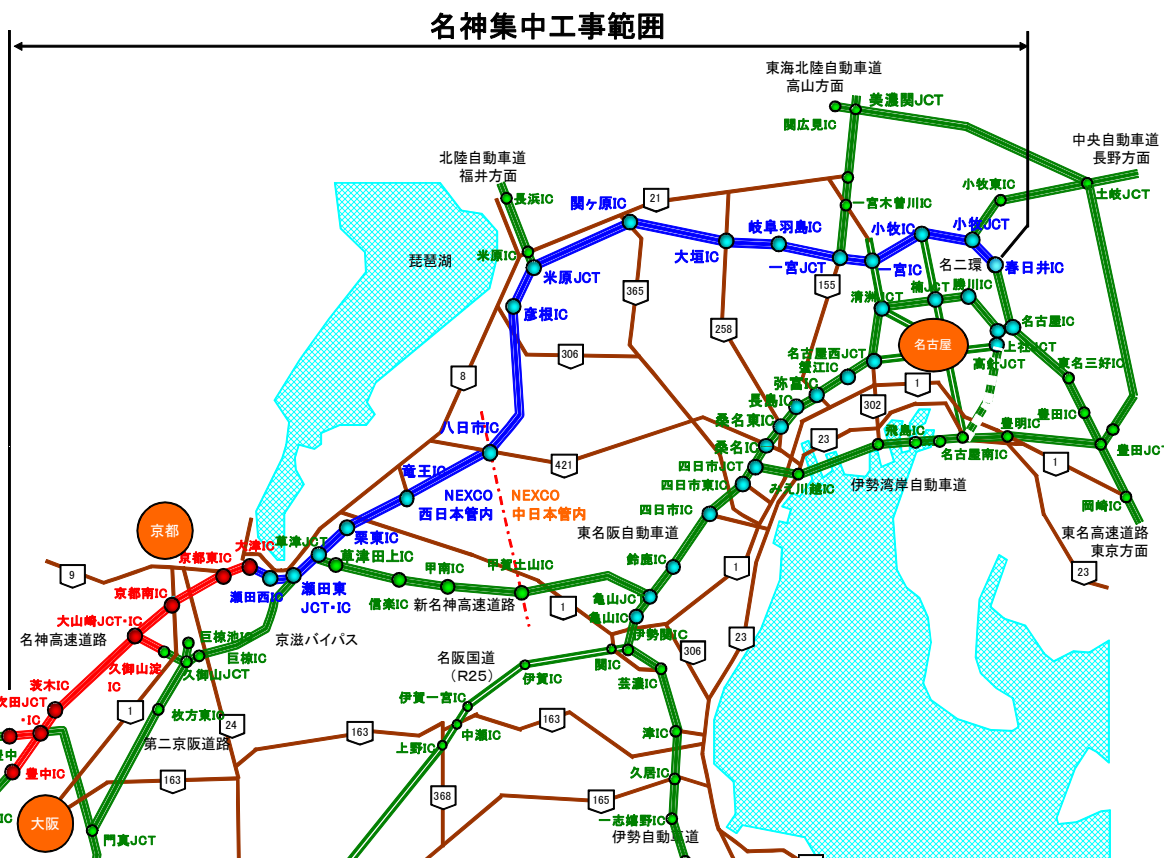 名神集中工事範囲
東海北陸自動車道
高山方面
美濃関JCT
関広見IC
中央自動車道
長野方面
北陸自動車道
福井方面
小牧東IC
土岐JCT
長浜IC
関ヶ原IC
21
一宮木曽川IC
岐阜羽島IC
小牧IC
小牧JCT
米原IC
琵琶湖
大垣IC
一宮JCT
一宮IC
名二環
春日井IC
米原JCT
365
155
清洲JCT
楠JCT
勝川IC
彦根IC
258
名古屋IC
306
名古屋西JCT
名古屋
上社JCT
蟹江IC
高針JCT
東名三好IC
8
弥富IC
1
長島IC
302
八日市IC
桑名東IC
豊田IC
飛島IC
豊明IC
23
桑名IC
名古屋南IC
豊田JCT
竜王IC
421
四日市JCT
1
NEXCO
西日本管内
NEXCO
中日本管内
四日市東IC
みえ川越IC
伊勢湾岸自動車道
岡崎IC
四日市IC
京都
栗東IC
東名阪自動車道
東名高速道路
東京方面
草津JCT
大津IC
京都東IC
草津田上IC
甲南IC
甲賀土山IC
鈴鹿IC
1
23
9
瀬田西IC
瀬田東
JCT・IC
信楽IC
新名神高速道路
1
亀山JCT
京都南IC
亀山IC
大山崎JCT・IC
名神高速道路
巨椋池IC
京滋バイパス
伊勢関IC
23
巨椋IC
名阪国道
(R25)
関IC
306
久御山淀
IC
久御山JCT
伊賀IC
芸濃IC
茨木IC
吹田JCT
・IC
伊賀一宮IC
1
枚方東IC
24
163
163
中瀬IC
津IC
第二京阪道路
上野IC
豊中
豊中IC
163
久居IC
368
165
大阪
一志嬉野IC
IC
門真JCT
伊勢自動車道